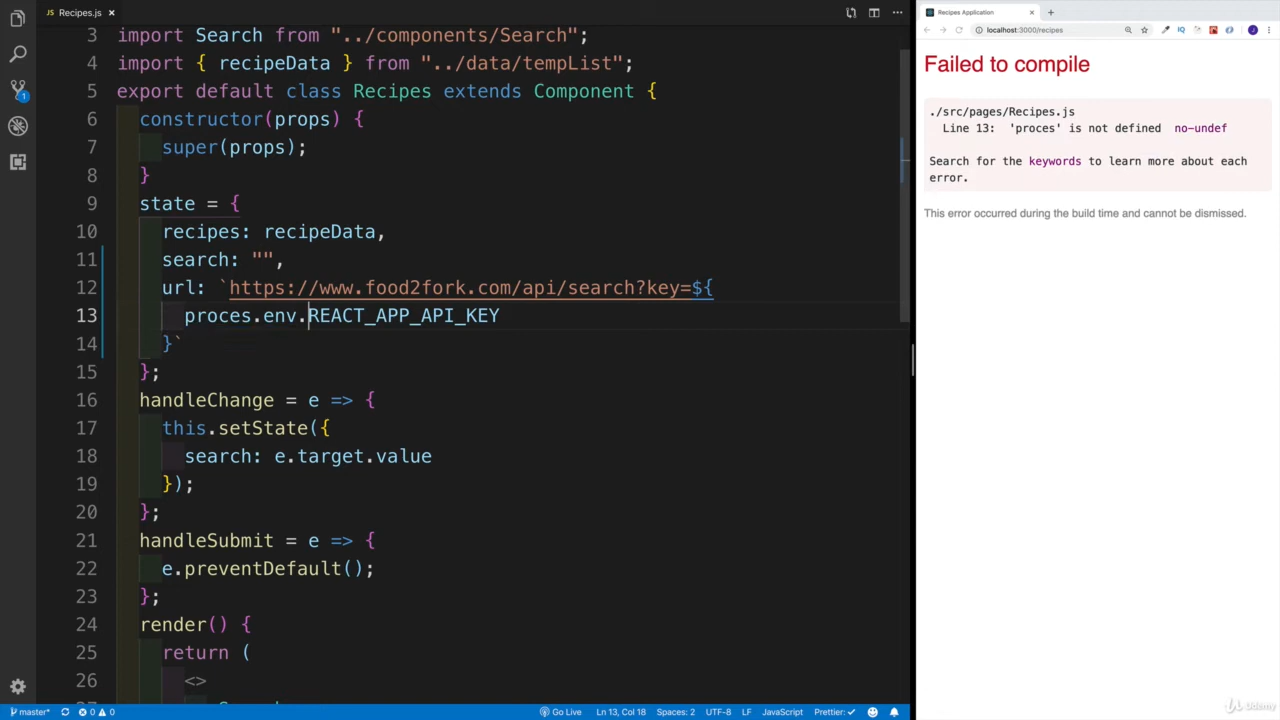 Recipes.js
3 import Search from "../components/Search";
4 import { recipeData } from "../data/tempList";
5 export default class Recipes extends Component {
6 constructor(props) {
7 super(props);
8 }
9 state = {
10 recipes: recipeData,
11 search: "",
12 url: `https://www.food2fork.com/api/search?key=${
13 proces.env.REACT_APP_API_KEY
14 }`
15 };
16 handleChange = e => {
17 this.setState({
18 search: e.target.value
19 });
20 };
21 handleSubmit = e => {
22 e.preventDefault();
23 };
24 render() {
25 return (
26 <>
master*
0 0
Go Live
Ln 13, Col 18
Spaces: 2
UTF-8
LF
JavaScript
Prettier: ✓
1
Recipes Application
localhost:3000/recipes
Failed to compile
./src/pages/Recipes.js
Line 13: 'proces' is not defined no-undef
Search for the keywords to learn more about each
error.
This error occurred during the build time and cannot be dismissed.
Udemy